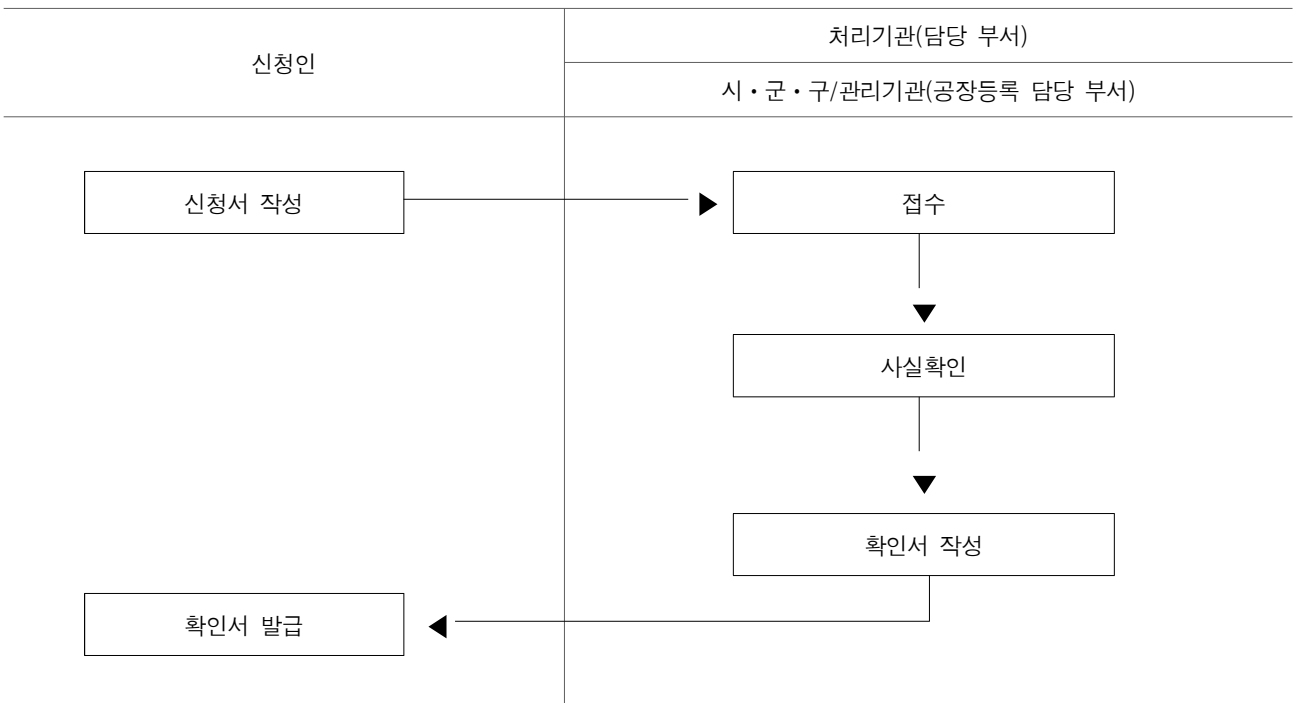 신청인
처리기관(담당 부서)
시・군・구/관리기관(공장등록 담당 부서)
신청서 작성
접수
사실확인
확인서 작성
확인서 발급